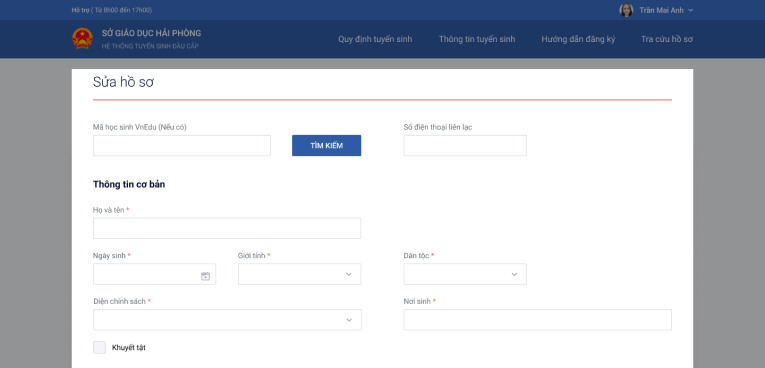 Hỗ trợ ( Từ 8h00 đến 17h00)
Trần Mai Anh
SỞ GIÁO DỤC HẢI PHÒNG
HỆ THỐNG TUYỂN SINH ĐẦU CẤP
Quy định tuyển sinh
Thông tin tuyển sinh
Hướng dẫn đăng ký
Tra cứu hồ sơ
Sửa hồ sơ
Mã học sinh VnEdu (Nếu có)
Số điện thoại liên lạc
TÌM KIẾM
Thông tin cơ bản
Họ và tên *
Ngày sinh *
Giới tính *
Dân tộc *
Diện chính sách *
Nơi sinh *
Khuyết tật